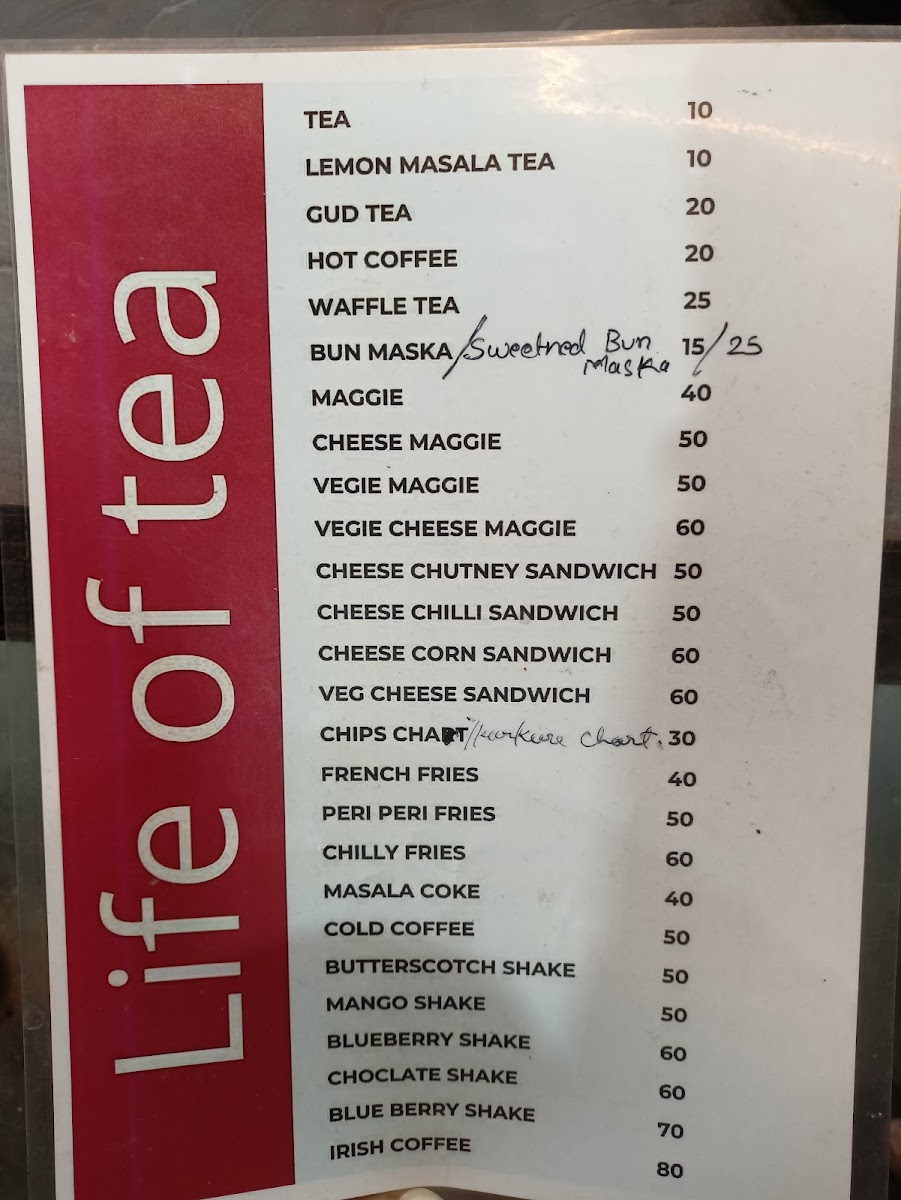 Life of tea
TEA 10
LEMON MASALA TEA 10
GUD TEA 20
HOT COFFEE 20
WAFFLE TEA 25
BUN MASKA/Sweetned Bun Maska 15/25
MAGGIE 40
CHEESE MAGGIE 50
VEGIE MAGGIE 50
VEGIE CHEESE MAGGIE 60
CHEESE CHUTNEY SANDWICH 50
CHEESE CHILLI SANDWICH 50
CHEESE CORN SANDWICH 60
VEG CHEESE SANDWICH 60
CHIPS CHART/kurkure chart. 30
FRENCH FRIES 40
PERI PERI FRIES 50
CHILLY FRIES 60
MASALA COKE 40
COLD COFFEE 50
BUTTERSCOTCH SHAKE 50
MANGO SHAKE 50
BLUEBERRY SHAKE 60
CHOCLATE SHAKE 60
BLUE BERRY SHAKE 70
IRISH COFFEE 80